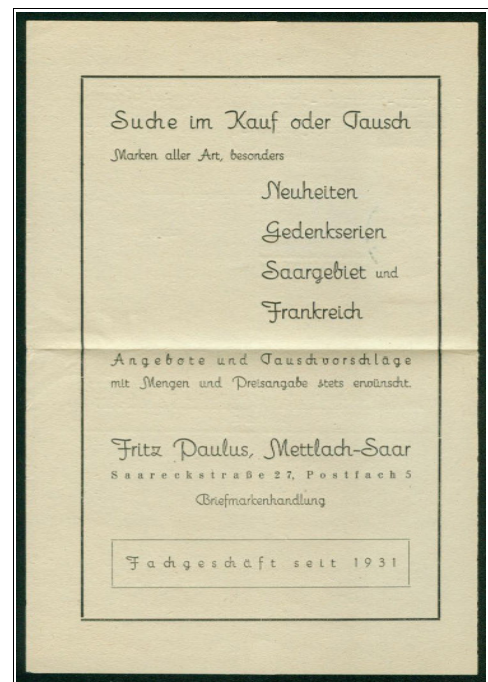 Suche im Kauf oder Tausch
Marken aller Art, besonders
Neuheiten
Gedenkserien
Saargebiet und
Frankreich
Angebote und Tauschvorschläge
mit Mengen und Preisangabe stets erwünscht.
Fritz Paulus, Mettlach-Saar
Saareckstraße 27, Postfach 5
Briefmarkenhandlung
Fachgeschäft seit 1931